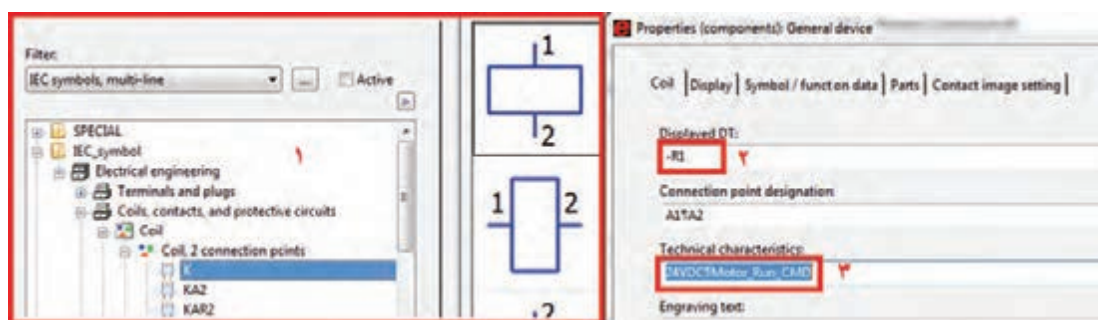 Filter:
IEC symbols, multi-line
...
Active
SPECIAL
IEC_symbol
Electrical engineering
Terminals and plugs
Coils, contacts, and protective circuits
Coil
Coil, 2 connection points
K
KA2
KAR2
۱
1
2
1
2
2
Properties (components): General device
Coil Display Symbol / function data Parts Contact image setting
Displayed DT:
-R1
۲
Connection point designation
A1¶A2
Technical characteristics:
24VDC¶Motor_Run_CMD
۳
Engraving text: